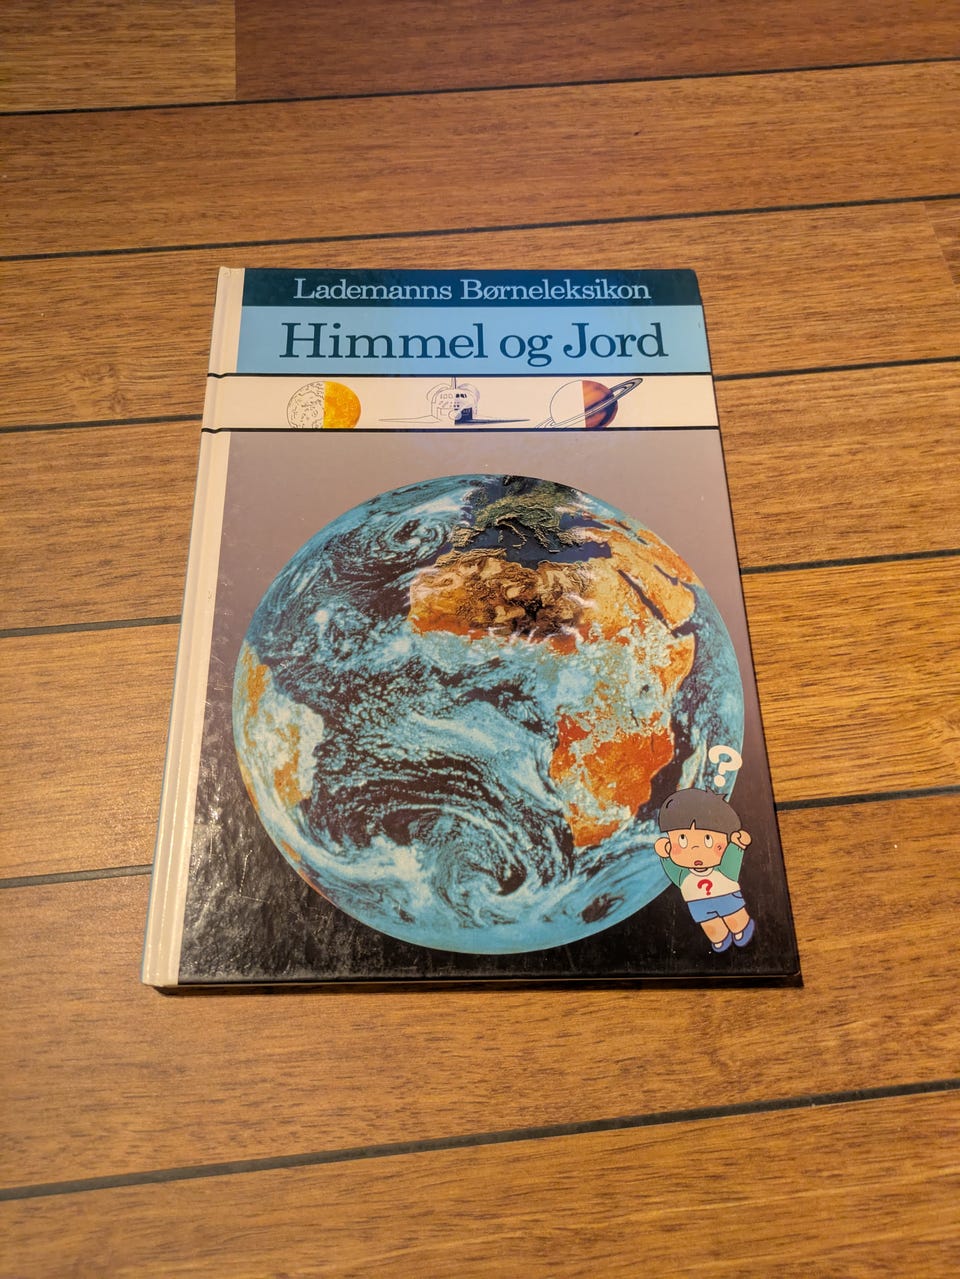 Lademanns Børneleksikon
Himmel og Jord
?
?